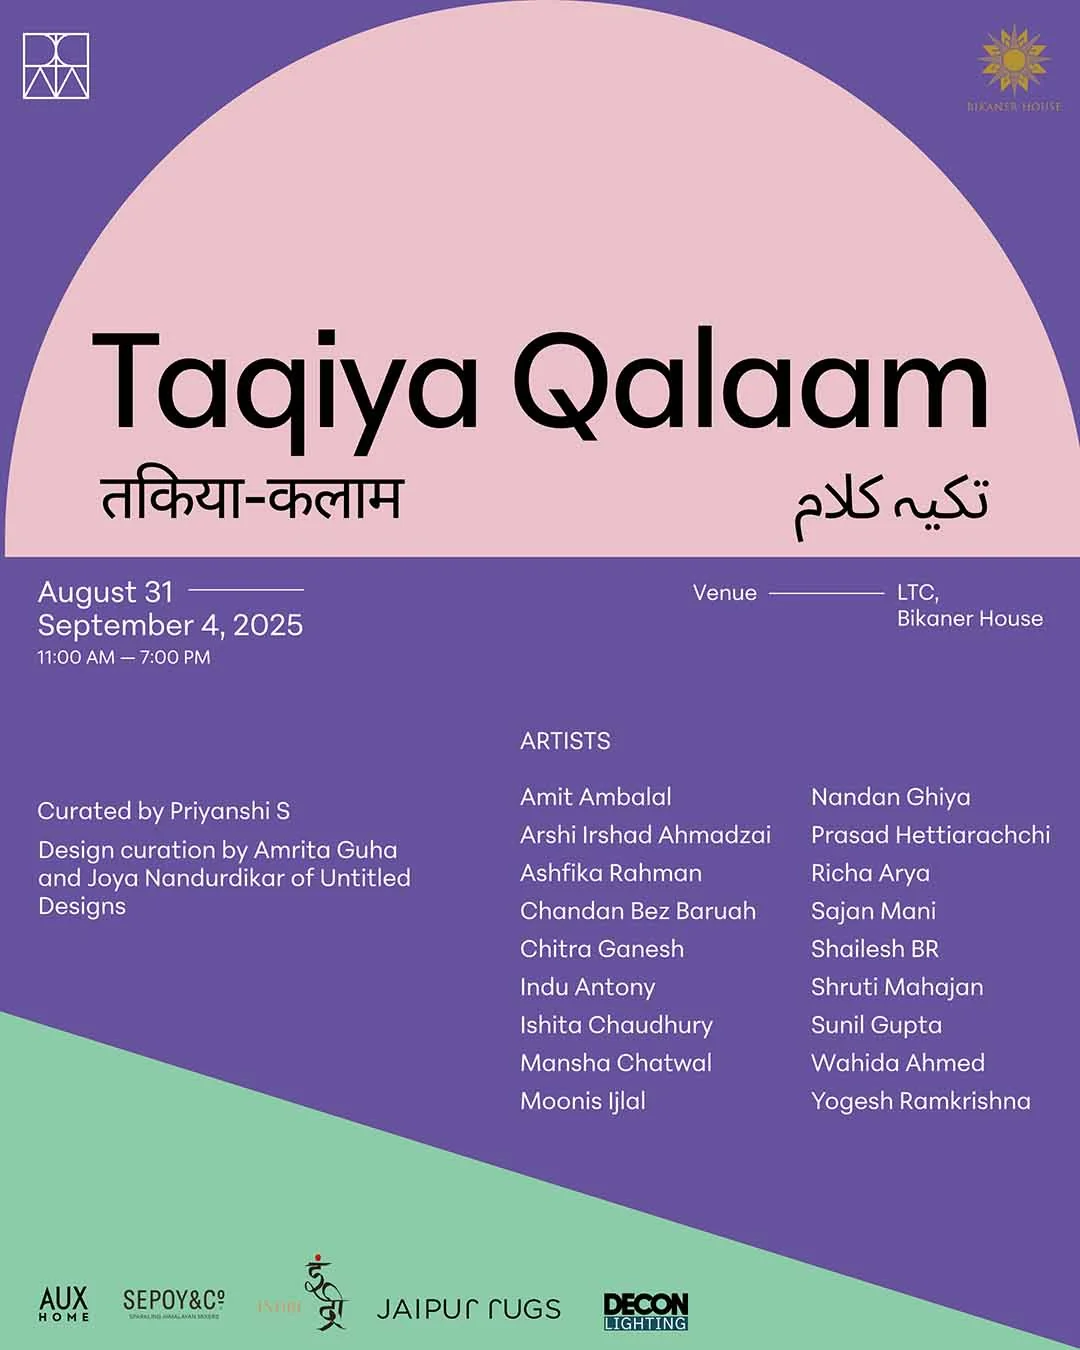 BIKANER HOUSE
Taqiya Qalaam
तकिया-कलाम
تکیہ کلام
August 31
September 4, 2025
11:00 AM — 7:00 PM
Venue
LTC,
Bikaner House
Curated by Priyanshi S
Design curation by Amrita Guha
and Joya Nandurdikar of Untitled
Designs
ARTISTS
Amit Ambalal
Arshi Irshad Ahmadzai
Ashfika Rahman
Chandan Bez Baruah
Chitra Ganesh
Indu Antony
Ishita Chaudhury
Mansha Chatwal
Moonis Ijlal
Nandan Ghiya
Prasad Hettiarachchi
Richa Arya
Sajan Mani
Shailesh BR
Shruti Mahajan
Sunil Gupta
Wahida Ahmed
Yogesh Ramkrishna
AUX
HOME
SEPOY&Cº
SPARKLING HIMALAYAN MIXERS
INDRI
इंद्री
JAIPUR RUGS
DECON
LIGHTING